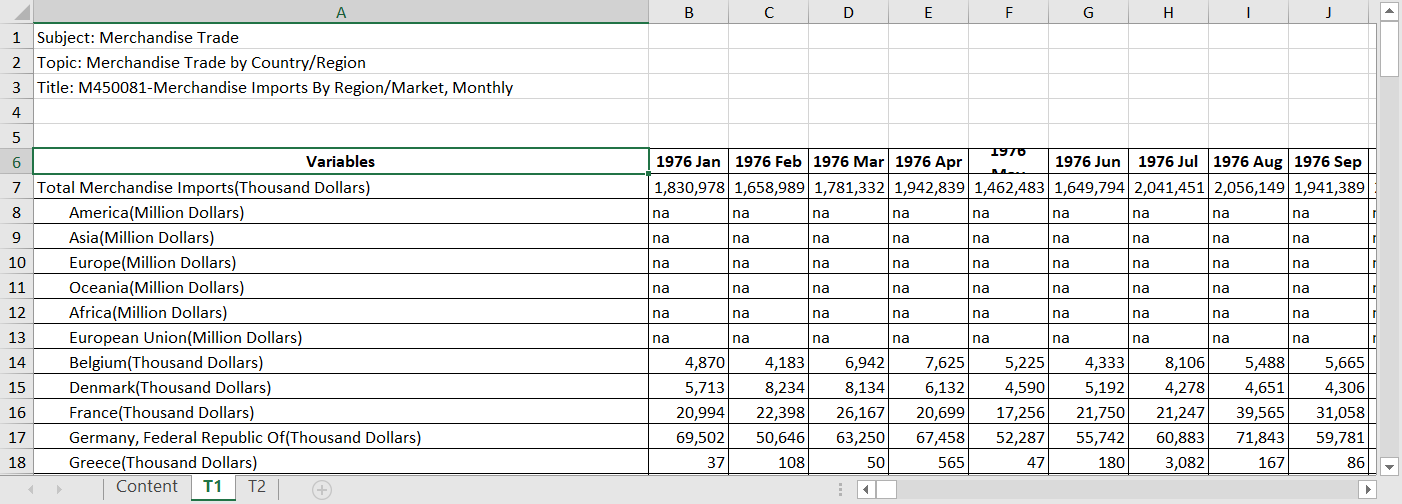 A B C D E F G H I J
1 Subject: Merchandise Trade
2 Topic: Merchandise Trade by Country/Region
3 Title: M450081-Merchandise Imports By Region/Market, Monthly
4
5
6 Variables 1976 Jan 1976 Feb 1976 Mar 1976 Apr 1976 May 1976 Jun 1976 Jul 1976 Aug 1976 Sep
7 Total Merchandise Imports(Thousand Dollars) 1,830,978 1,658,989 1,781,332 1,942,839 1,462,483 1,649,794 2,041,451 2,056,149 1,941,389
8 America(Million Dollars) na na na na na na na na na
9 Asia(Million Dollars) na na na na na na na na na
10 Europe(Million Dollars) na na na na na na na na na
11 Oceania(Million Dollars) na na na na na na na na na
12 Africa(Million Dollars) na na na na na na na na na
13 European Union(Million Dollars) na na na na na na na na na
14 Belgium(Thousand Dollars) 4,870 4,183 6,942 7,625 5,225 4,333 8,106 5,488 5,665
15 Denmark(Thousand Dollars) 5,713 8,234 8,134 6,132 4,590 5,192 4,278 4,651 4,306
16 France(Thousand Dollars) 20,994 22,398 26,167 20,699 17,256 21,750 21,247 39,565 31,058
17 Germany, Federal Republic Of(Thousand Dollars) 69,502 50,646 63,250 67,458 52,287 55,742 60,883 71,843 59,781
18 Greece(Thousand Dollars) 37 108 50 565 47 180 3,082 167 86
Content T1 T2